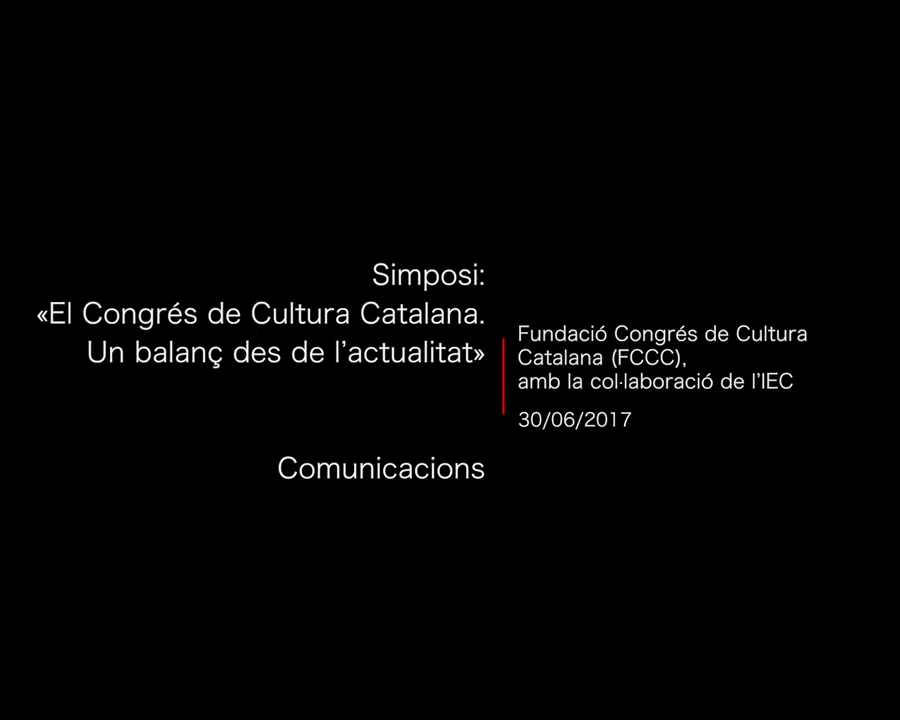 Simposi:
«El Congrés de Cultura Catalana.
Un balanç des de l’actualitat»
Comunicacions
Fundació Congrés de Cultura
Catalana (FCCC),
amb la col·laboració de l’IEC
30/06/2017